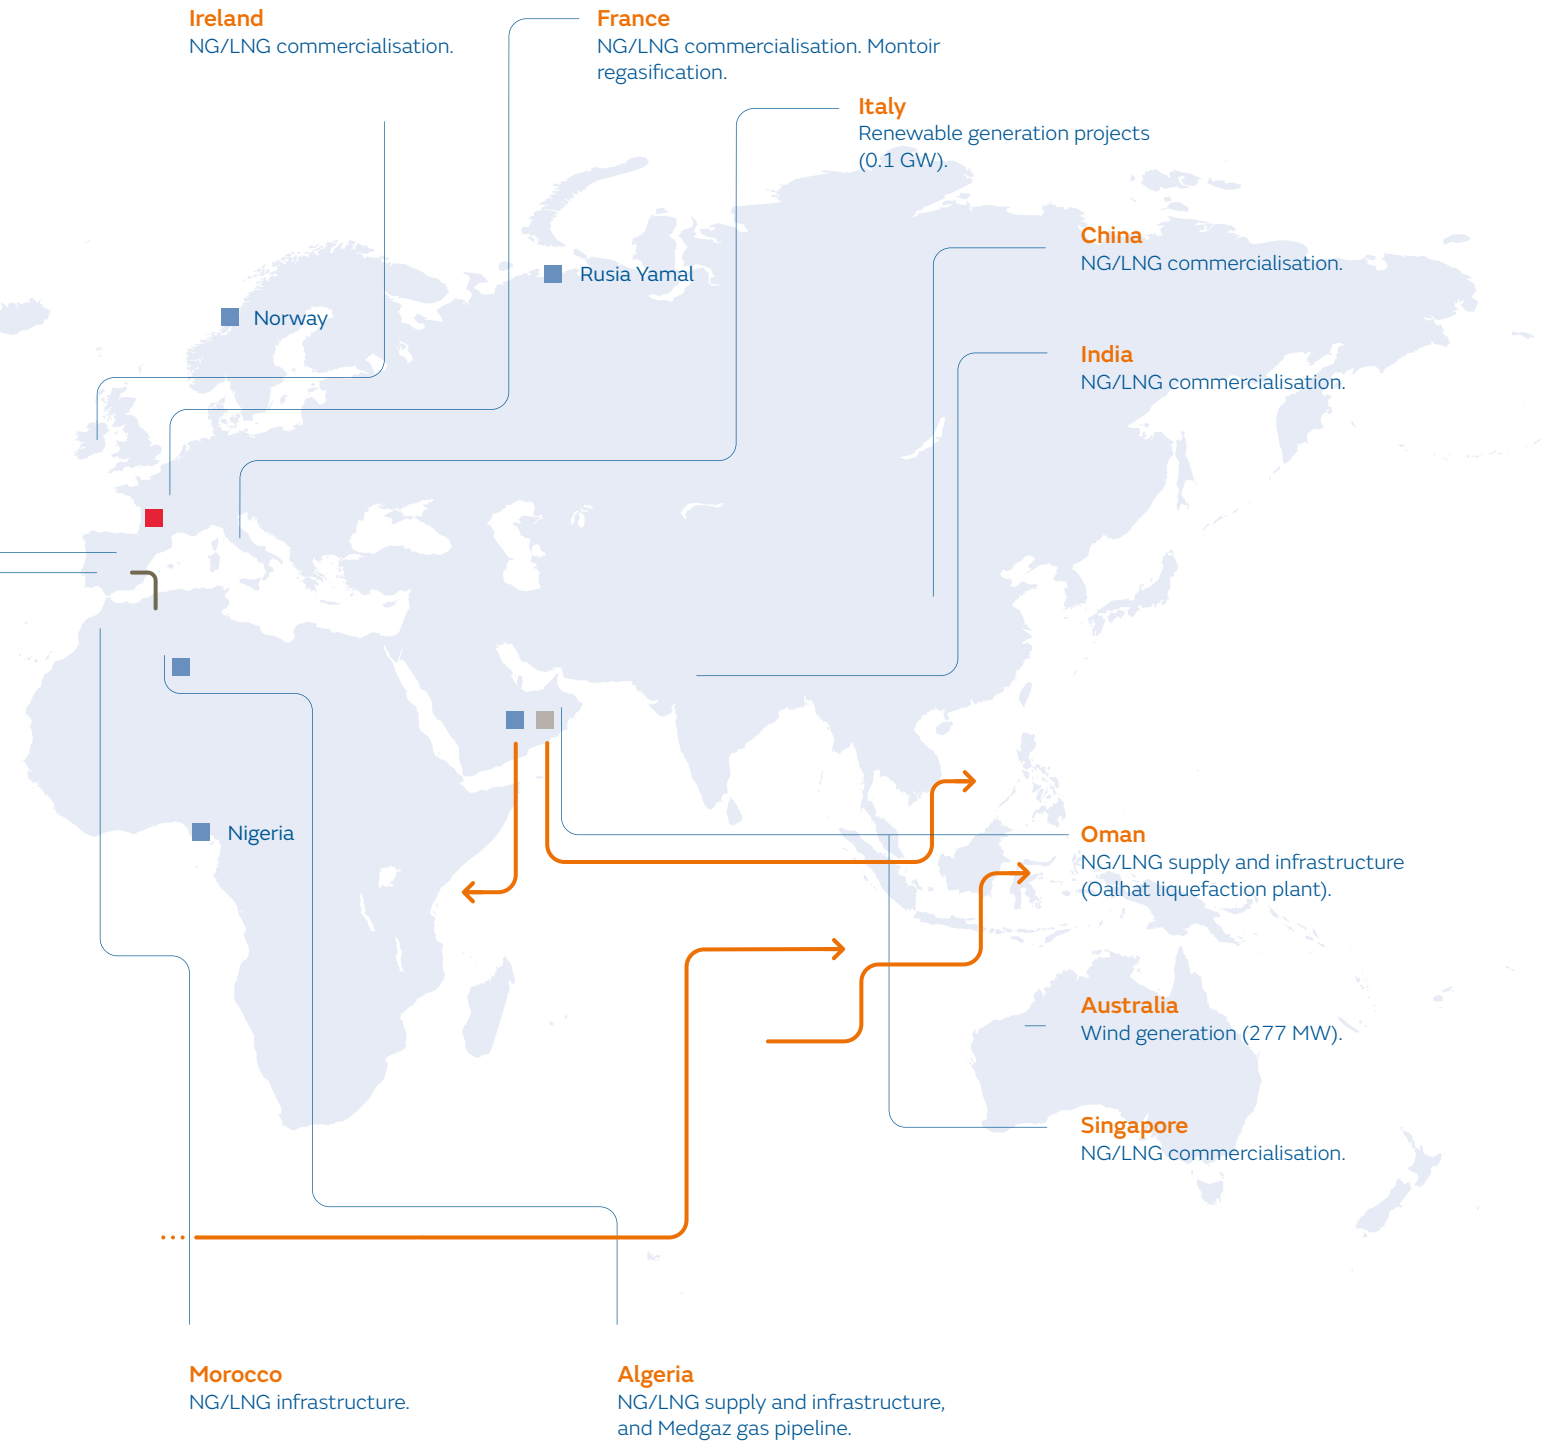 Ireland
NG/LNG commercialisation.
France
NG/LNG commercialisation. Montoir
regasification.
Italy
Renewable generation projects
(0.1 GW).
China
NG/LNG commercialisation.
Rusia Yamal
Norway
India
NG/LNG commercialisation.
Nigeria
Oman
NG/LNG supply and infrastructure
(Oalhat liquefaction plant).
Australia
Wind generation (277 MW).
Singapore
NG/LNG commercialisation.
Morocco
NG/LNG infrastructure.
Algeria
NG/LNG supply and infrastructure,
and Medgaz gas pipeline.